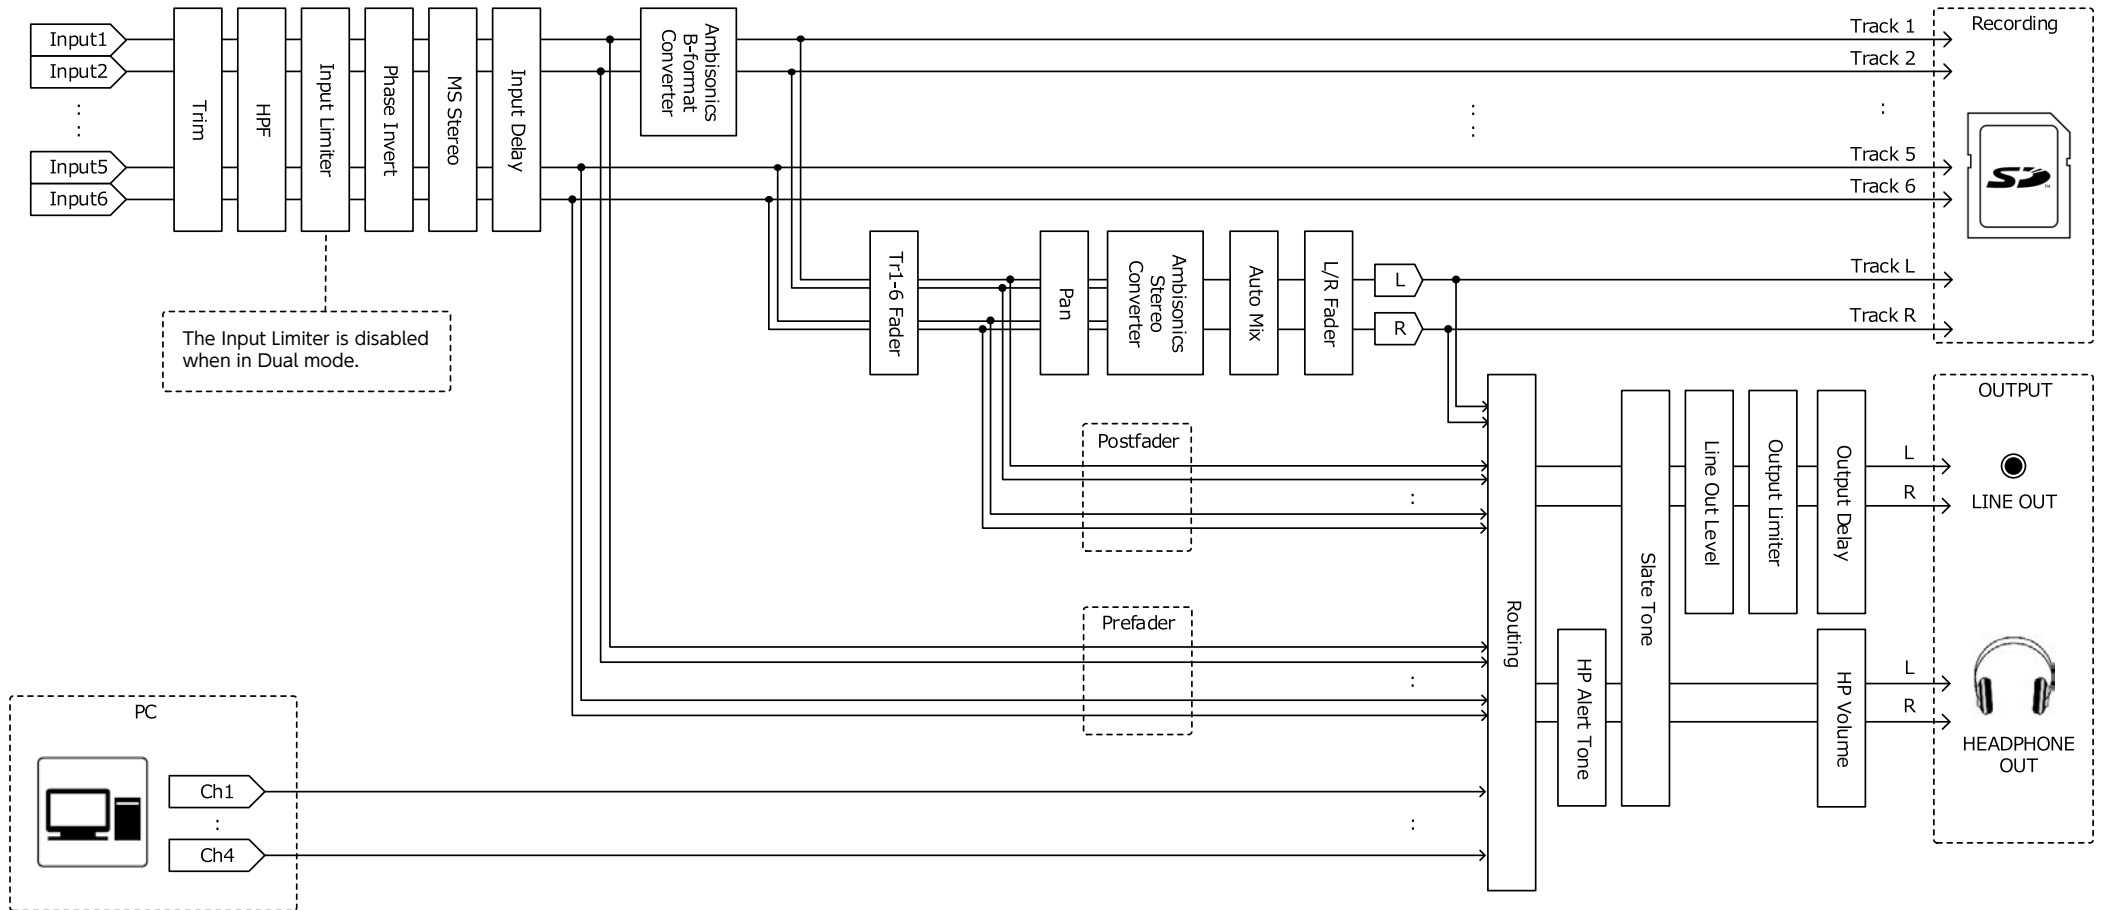 Input1
Input2
:
:
Input5
Input6
Trim
HPF
Input Limiter
Phase Invert
MS Stereo
Input Delay
Ambisonics
B-format
Converter
Track 1
Track 2
:
:
:
Track 5
Track 6
Track L
Track R
Recording
SD
TM
The Input Limiter is disabled
when in Dual mode.
Tr1-6 Fader
Pan
Ambisonics
Stereo
Converter
Auto Mix
L/R Fader
L
R
Postfader
:
Prefader
:
PC
Ch1
:
Ch4
:
Routing
HP Alert Tone
Slate Tone
Line Out Level
Output Limiter
Output Delay
HP Volume
L
R
L
R
OUTPUT
LINE OUT
HEADPHONE
OUT